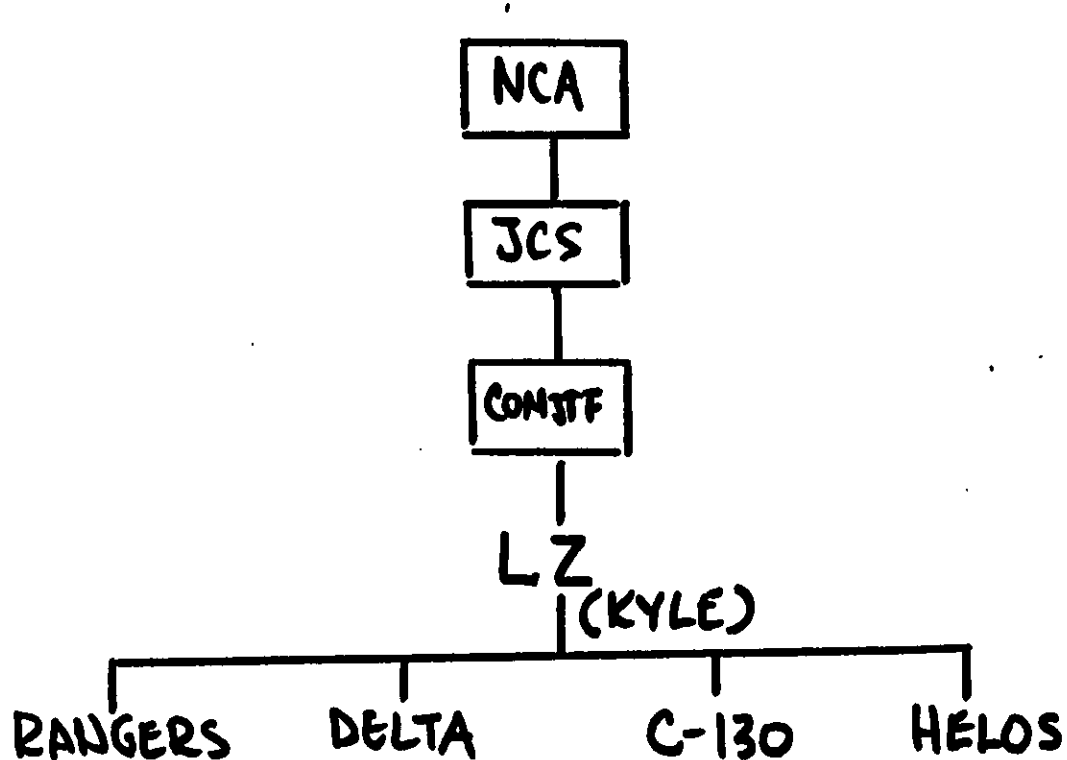 NCA
JCS
COMJTF
LZ
(KYLE)
RANGERS DELTA C-130 HELOS